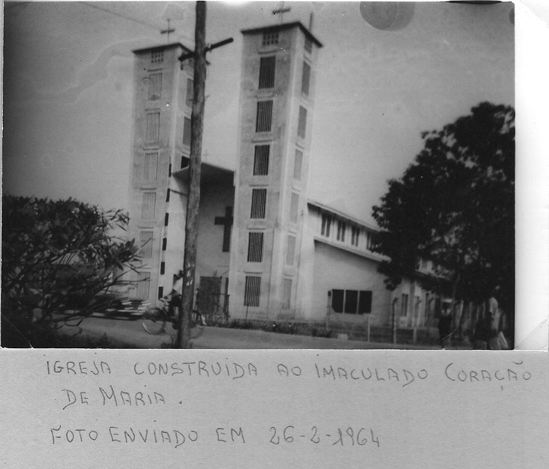 IGREJA CONSTRUIDA AO IMACULADO CORAÇÃO
DE MARIA.
FOTO ENVIADO EM 26-2-1964